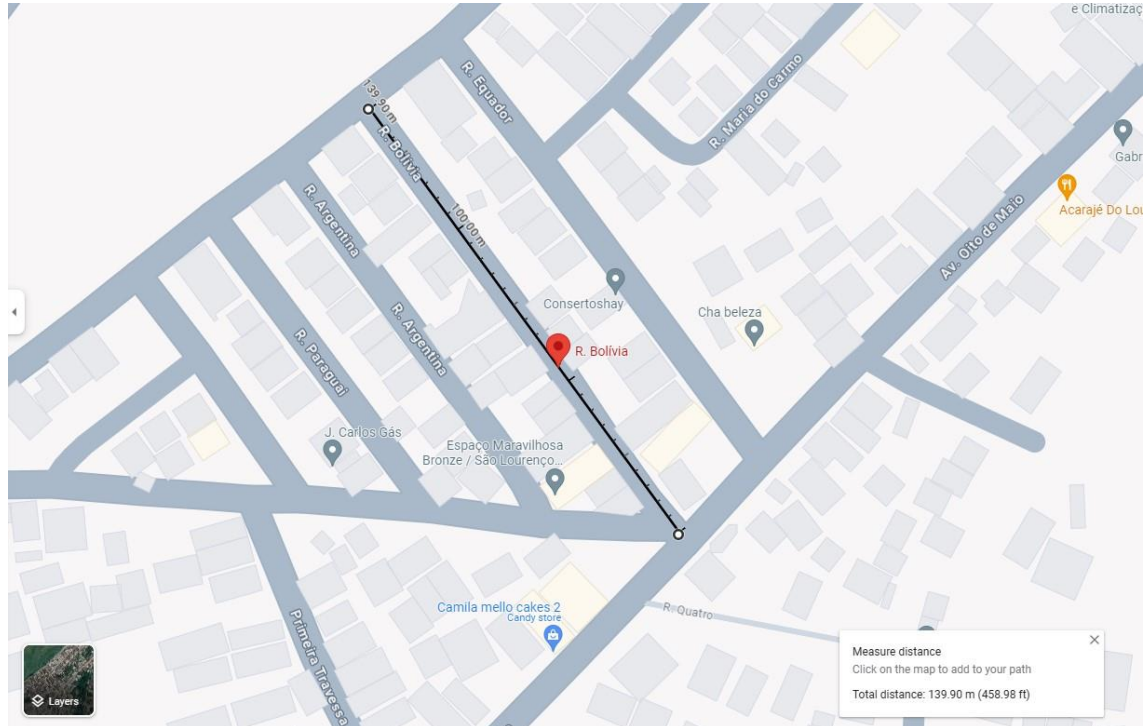 e Climatizaç
139.90 m
R. Equador
R. Maria do Carmo
R. Bolívia
Gabr
R. Argentina
100.00 m
Acarajé Do Lou
Av. Oito de Maio
Consertoshay
Cha beleza
R. Paraguai
R. Argentina
R. Bolívia
J. Carlos Gás
Espaço Maravilhosa
Bronze / São Lourenço...
Camila mello cakes 2
Candy store
R. Quatro
Primeira Travessa
Layers
Measure distance
Click on the map to add to your path
Total distance: 139.90 m (458.98 ft)